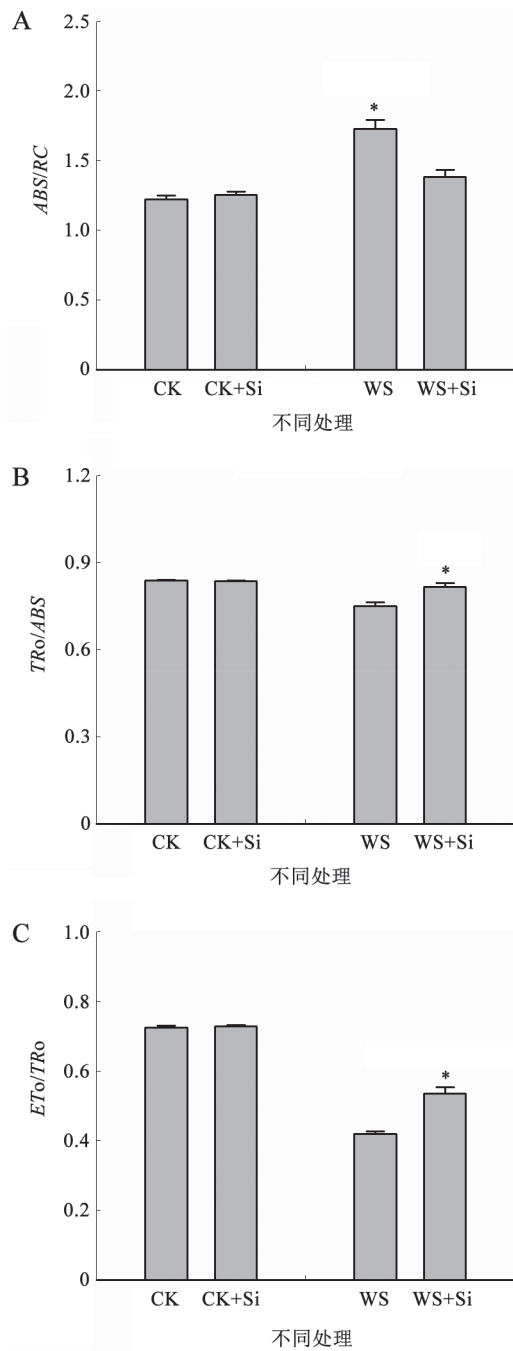 A
2.5
2.0
1.5
1.0
0.5
0
ABS/RC
*
CK CK+Si WS WS+Si
不同处理
B
1.2
0.9
0.6
0.3
0
TRo/ABS
*
CK CK+Si WS WS+Si
不同处理
C
1.0
0.8
0.6
0.4
0.2
0
ETo/TRo
*
CK CK+Si WS WS+Si
不同处理